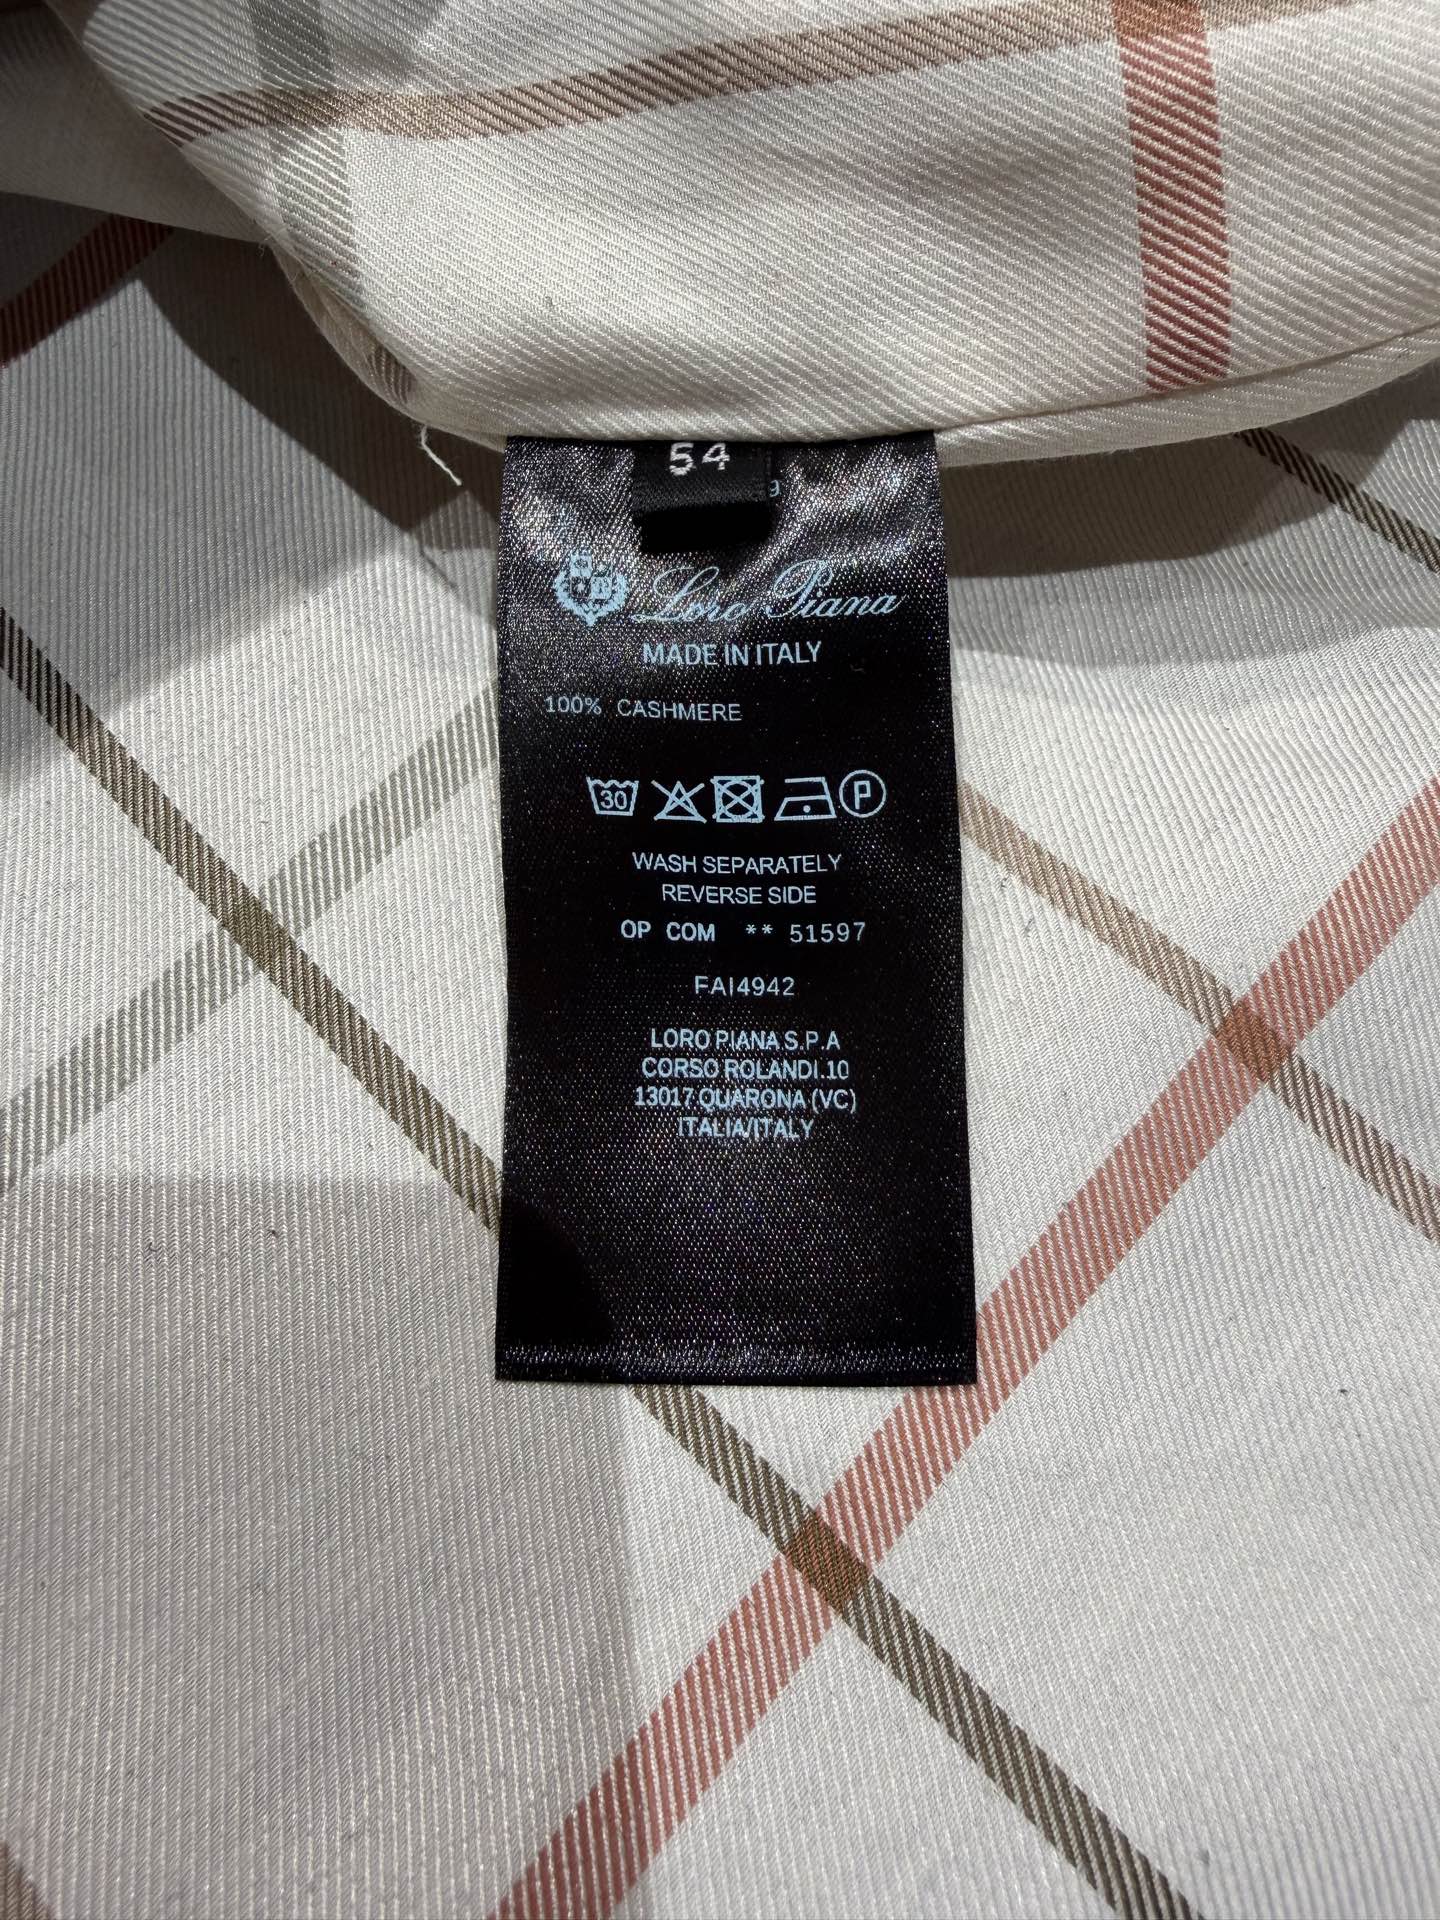 54
9
Loro Piana
MADE IN ITALY
100% CASHMERE
30 P
WASH SEPARATELY
REVERSE SIDE
OP COM ** 51597
FAI4942
LORO PIANA S.P.A
CORSO ROLANDI.10
13017 QUARONA (VC)
ITALIA/ITALY